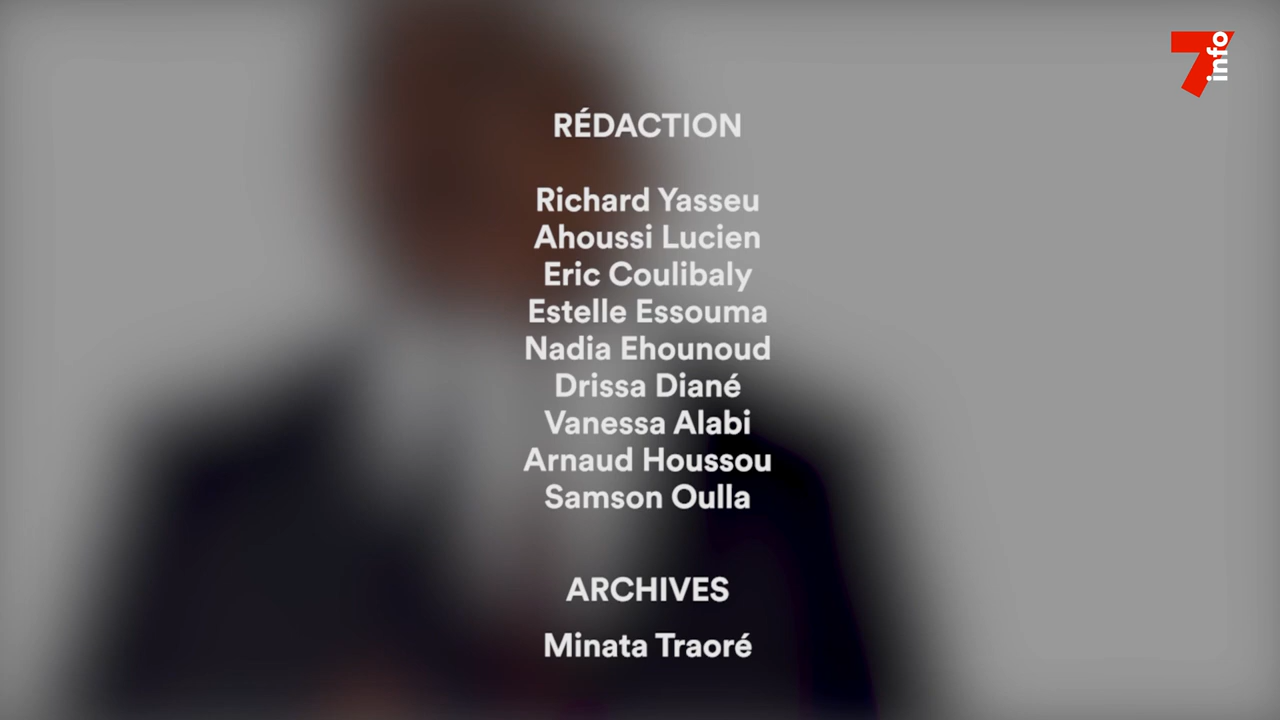 7 info
RÉDACTION
Richard Yasseu
Ahoussi Lucien
Eric Coulibaly
Estelle Essouma
Nadia Ehounoud
Drissa Diané
Vanessa Alabi
Arnaud Houssou
Samson Oulla
ARCHIVES
Minata Traoré